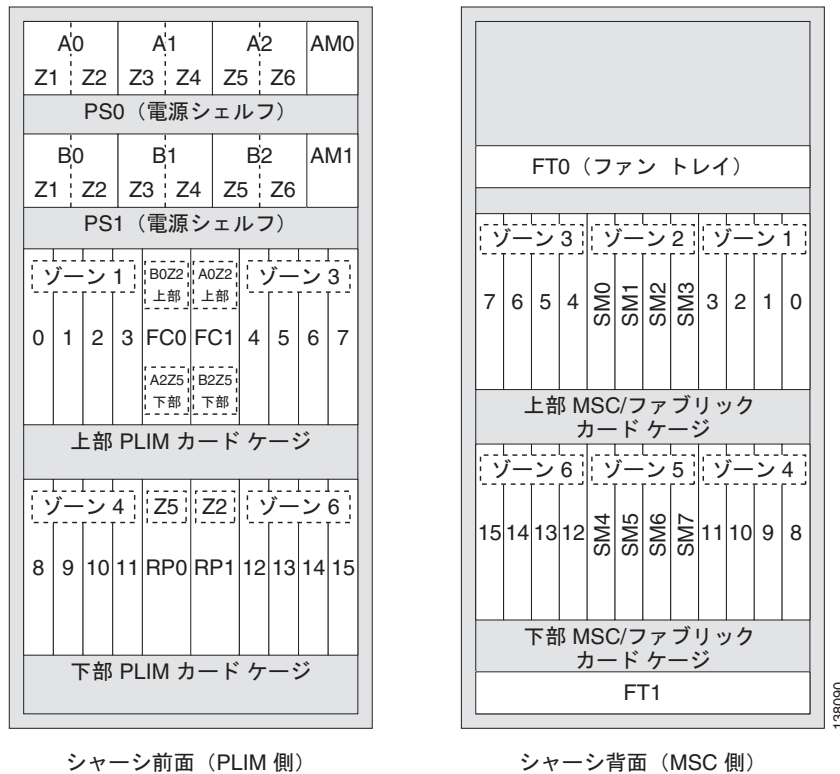 A0 A1 A2 AM0
Z1 Z2 Z3 Z4 Z5 Z6
PS0（電源シェルフ）
B0 B1 B2 AM1
Z1 Z2 Z3 Z4 Z5 Z6
PS1（電源シェルフ）
ゾーン 1 B0Z2 上部 A0Z2 上部 ゾーン 3
0 1 2 3 FC0 FC1 4 5 6 7
A2Z5 下部 B2Z5 下部
上部 PLIM カード ケージ
ゾーン 4 Z5 Z2 ゾーン 6
8 9 10 11 RP0 RP1 12 13 14 15
下部 PLIM カード ケージ
シャーシ前面（PLIM 側）
FT0（ファン トレイ）
ゾーン 3 ゾーン 2 ゾーン 1
7 6 5 4 SM0 SM1 SM2 SM3 3 2 1 0
上部 MSC/ファブリック
カード ケージ
ゾーン 6 ゾーン 5 ゾーン 4
15 14 13 12 SM4 SM5 SM6 SM7 11 10 9 8
下部 MSC/ファブリック
カード ケージ
FT1
138090
シャーシ背面（MSC 側）